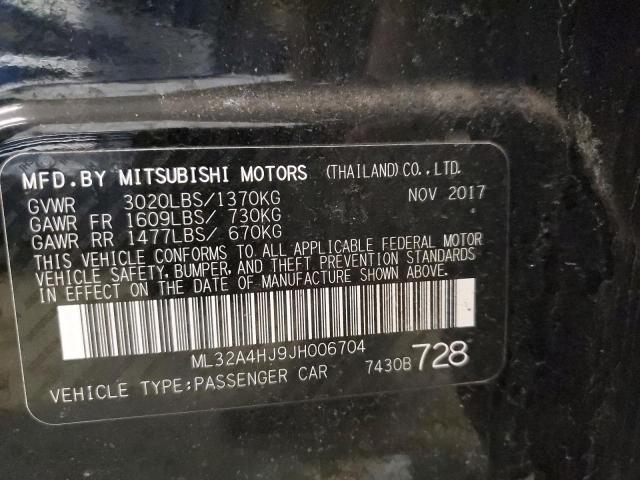 MFD.BY MITSUBISHI MOTORS (THAILAND)CO.,LTD.
GVWR 3020LBS/1370KG NOV 2017
GAWR FR 1609LBS/ 730KG
GAWR RR 1477LBS/ 670KG
THIS VEHICLE CONFORMS TO ALL APPLICABLE FEDERAL MOTOR
VEHICLE SAFETY, BUMPER, AND THEFT PREVENTION STANDARDS
IN EFFECT ON THE DATE OF MANUFACTURE SHOWN ABOVE.
ML32A4HJ9JH006704
VEHICLE TYPE:PASSENGER CAR 7430B 728